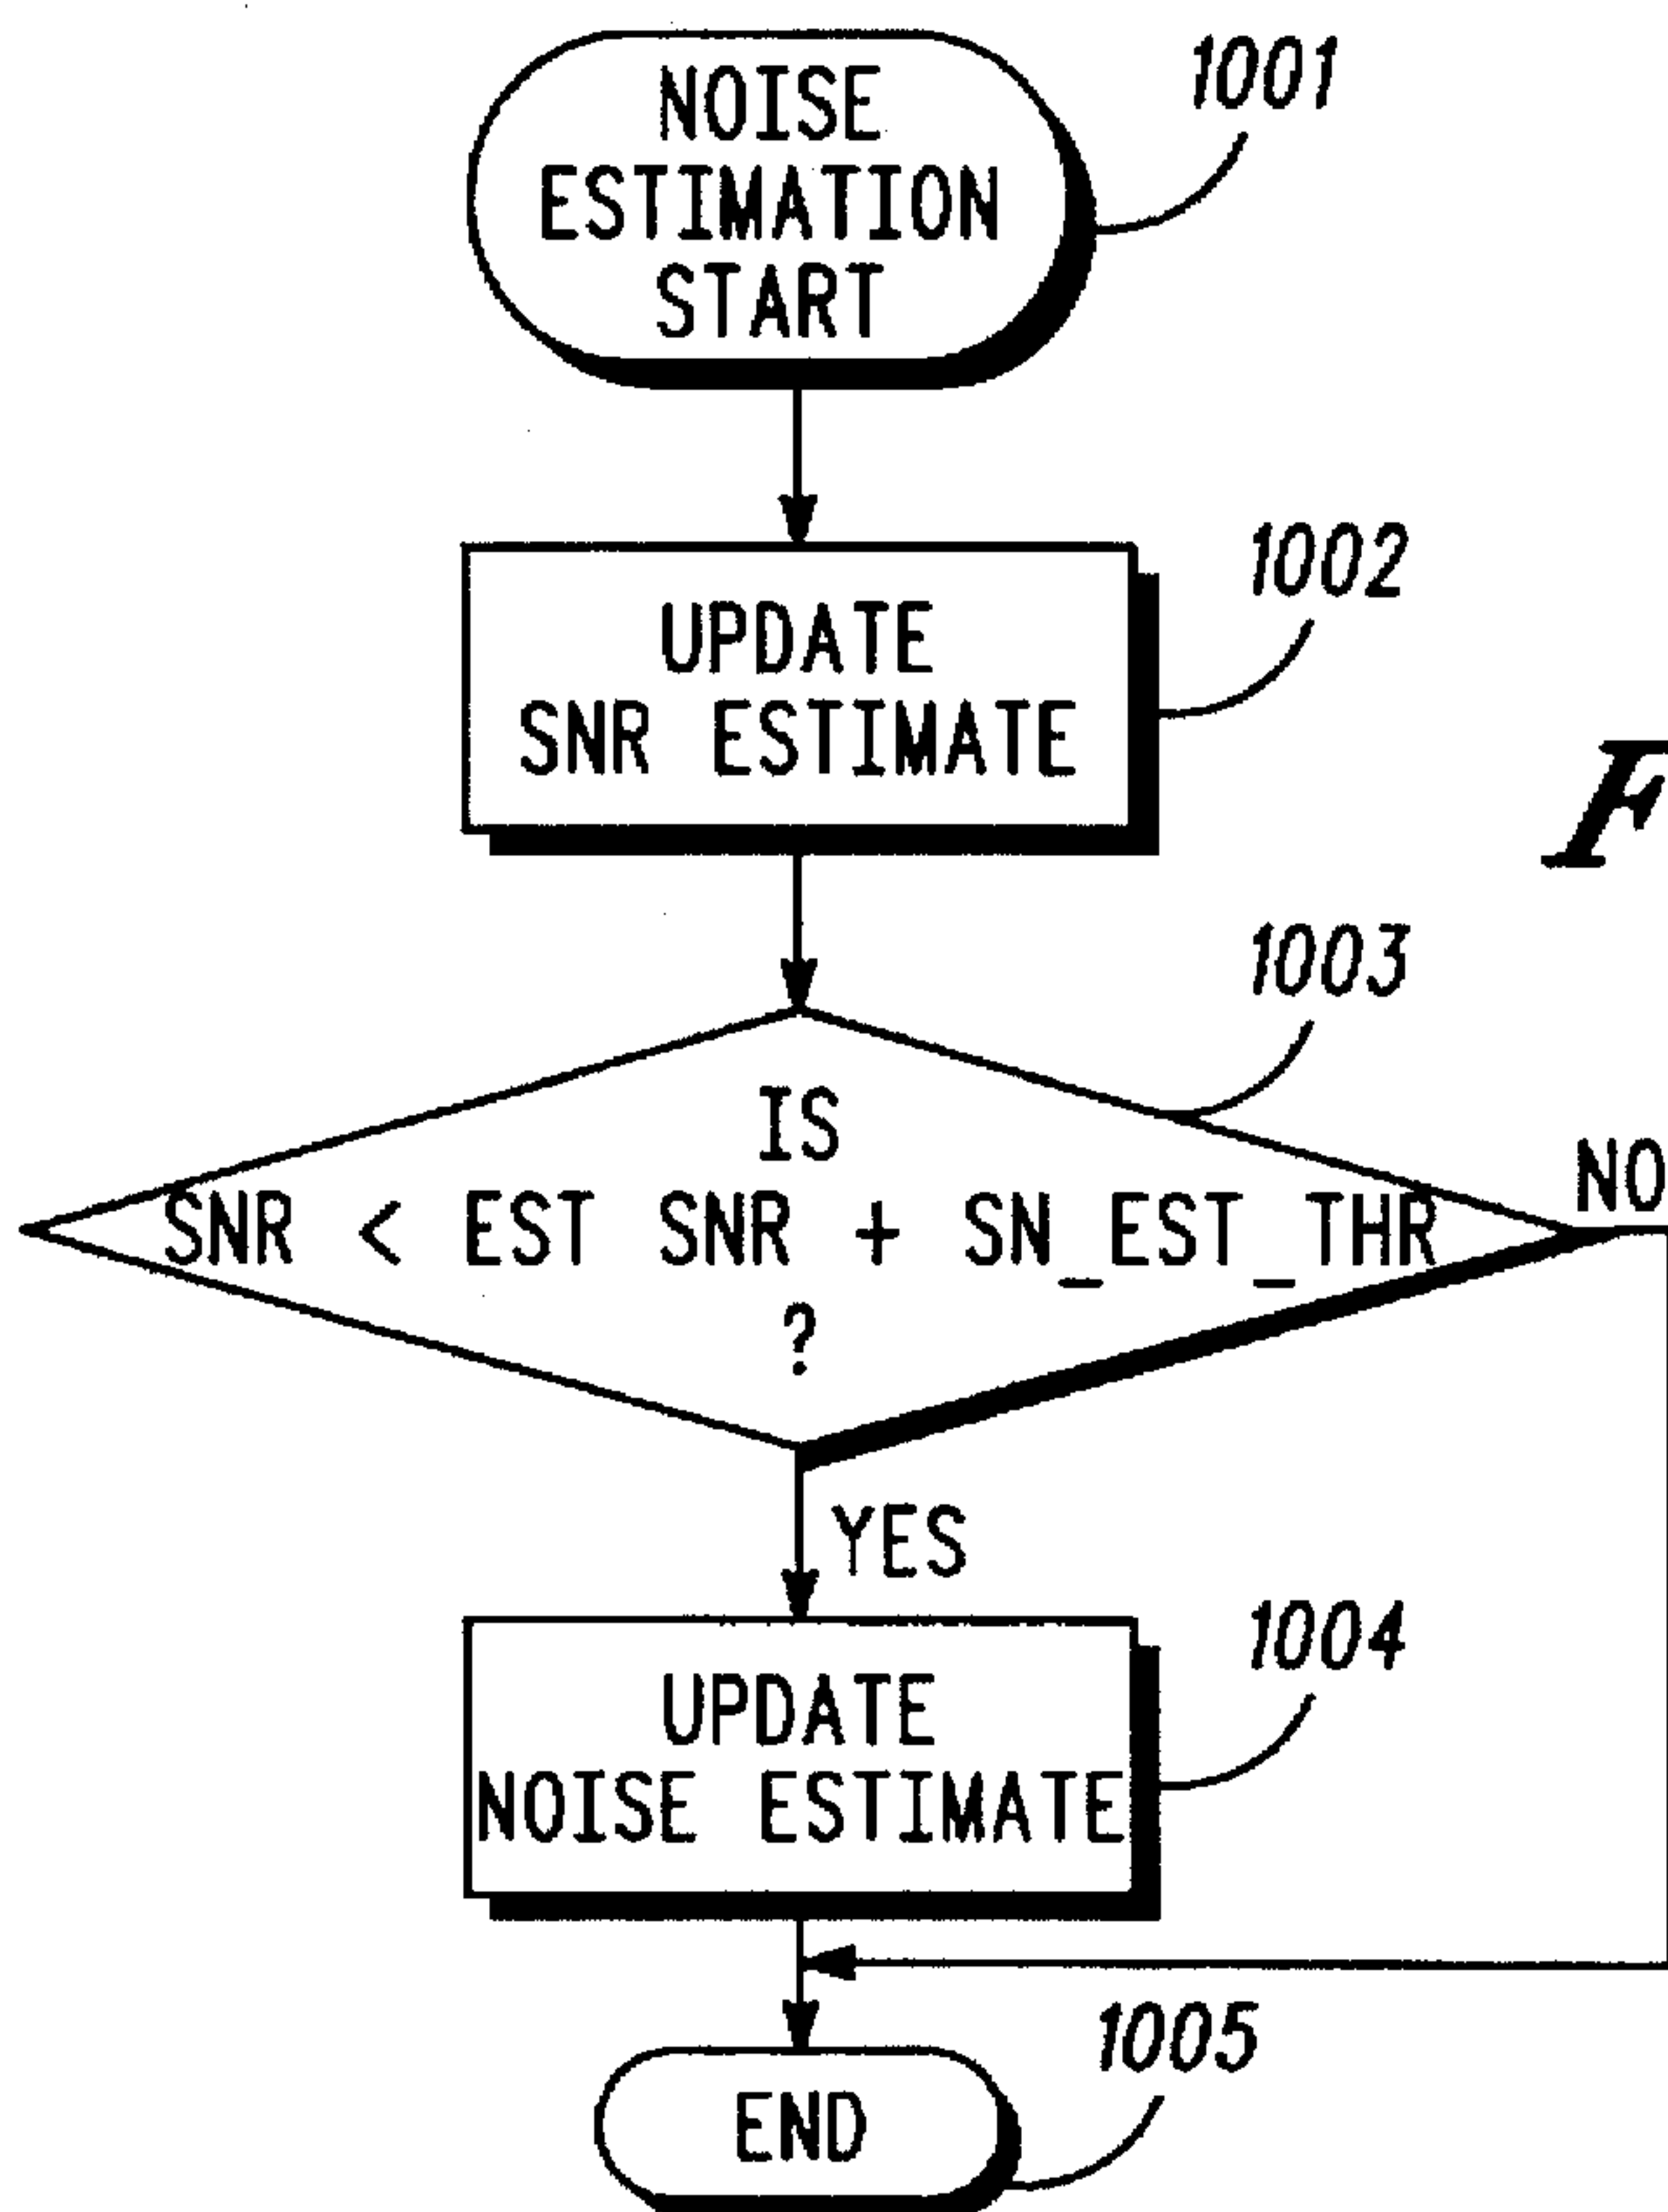 NOISE
ESTIMATION
START
1001
UPDATE
SNR ESTIMATE
1002
F
1003
IS
SNR < EST SNR + SN_EST_THR
?
NO
YES
UPDATE
NOISE ESTIMATE
1004
END
1005